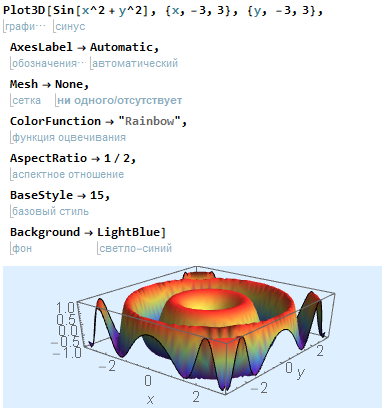 Plot3D[Sin[x^2 + y^2], {x, -3, 3}, {y, -3, 3},
графи… синус
AxesLabel → Automatic,
обозначения… автоматический
Mesh → None,
сетка ни одного/отсутствует
ColorFunction → "Rainbow",
функция оцвечивания
AspectRatio → 1 / 2,
аспектное отношение
BaseStyle → 15,
базовый стиль
Background → LightBlue]
фон светло-синий
1.0
0.5
0.0
-0.5
-1.0
-2
0
x
2
-2
0
y
2